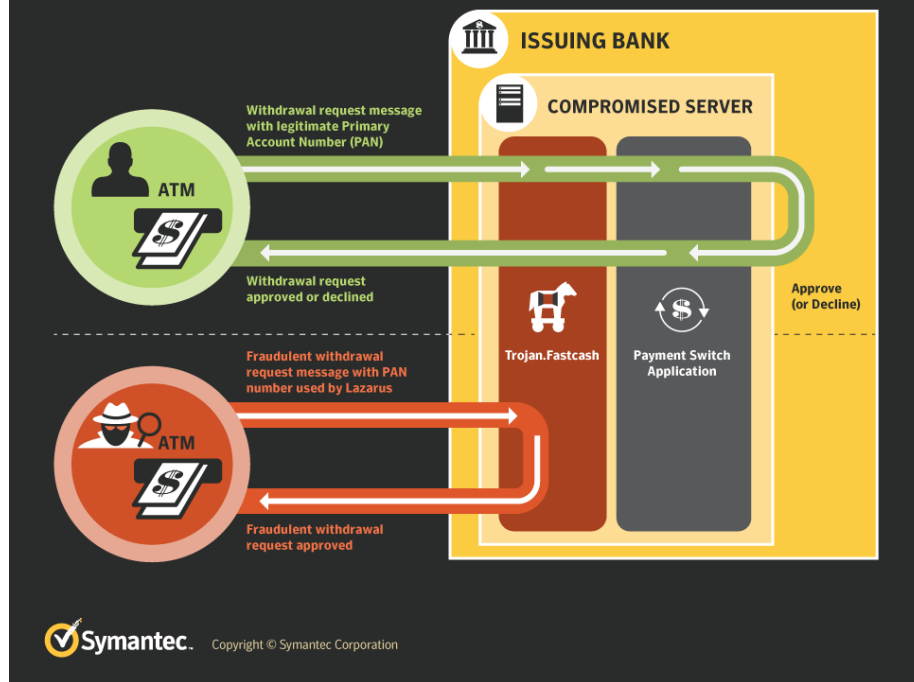 ISSUING BANK
COMPROMISED SERVER
Withdrawal request message
with legitimate Primary
Account Number (PAN)
ATM
$
Withdrawal request
approved or declined
Approve
(or Decline)
$
Trojan.Fastcash
Payment Switch
Application
Fraudulent withdrawal
request message with PAN
number used by Lazarus
ATM
$
Fraudulent withdrawal
request approved
Symantec™
Copyright © Symantec Corporation